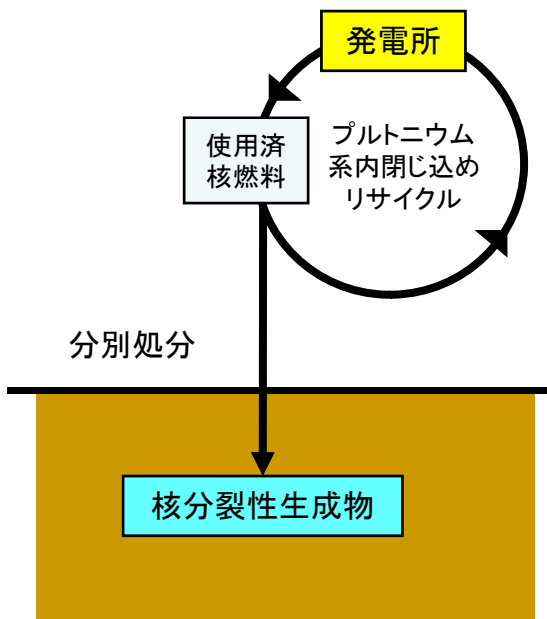 発電所
使用済
核燃料
プルトニウム
系内閉じ込め
リサイクル
分別処分
核分裂性生成物